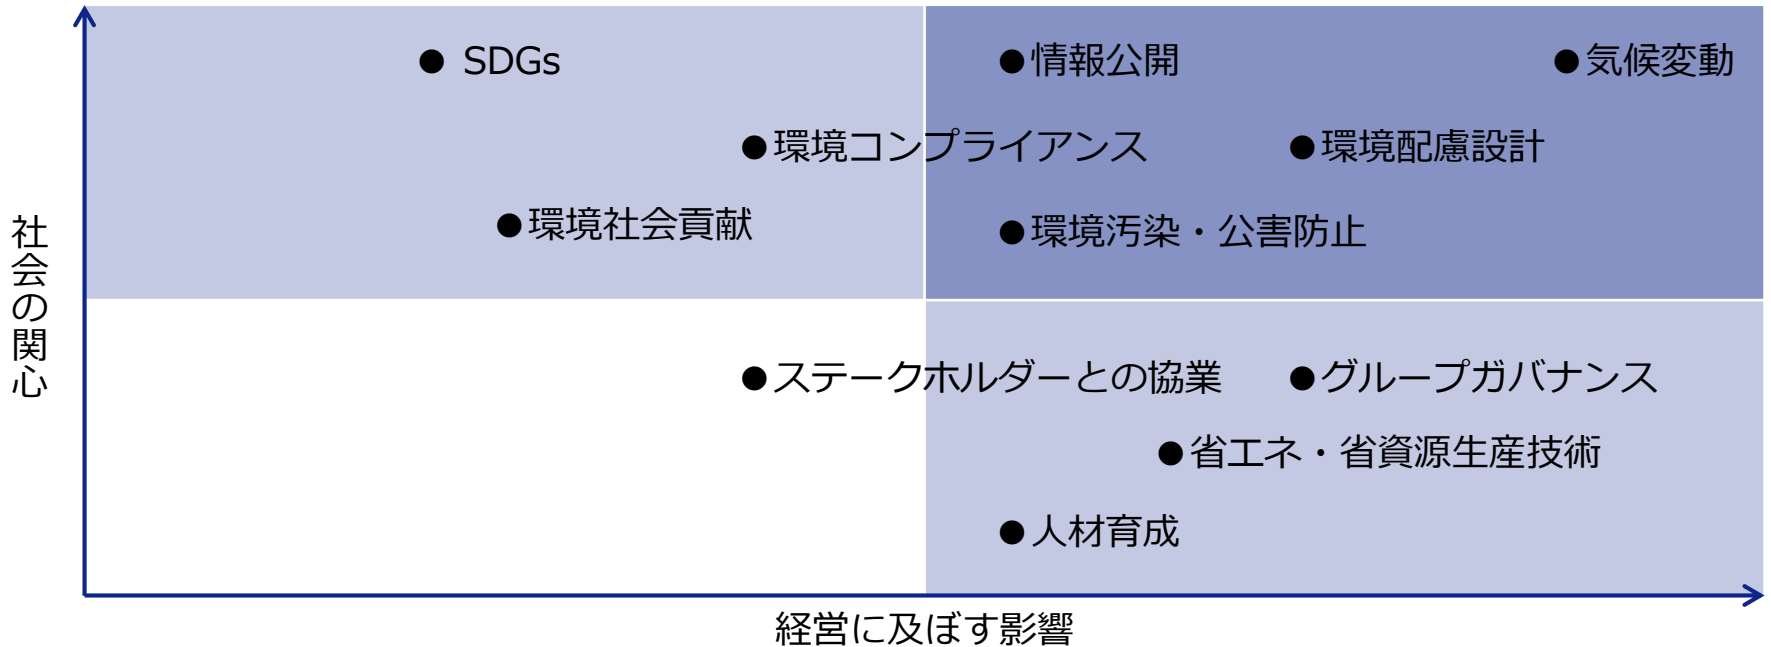 ● SDGs
●情報公開
●気候変動
●環境コンプライアンス
●環境配慮設計
●環境社会貢献
●環境汚染・公害防止
社会の関心
●ステークホルダーとの協業
●グループガバナンス
●省エネ・省資源生産技術
●人材育成
経営に及ぼす影響